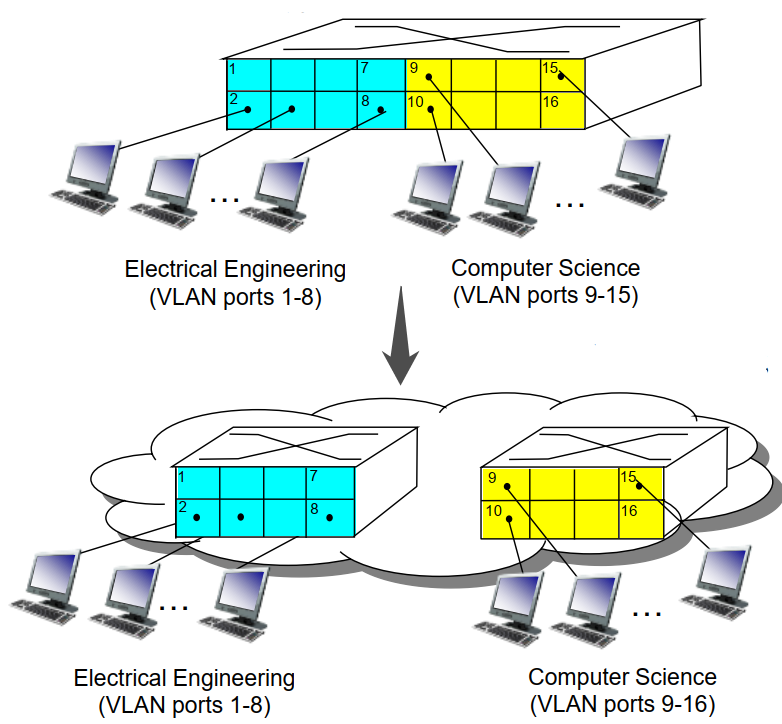 1 7 9 15
2 8 10 16
...
...
Electrical Engineering
(VLAN ports 1-8)
Computer Science
(VLAN ports 9-15)
1 7
2 8
9 15
10 16
...
...
Electrical Engineering
(VLAN ports 1-8)
Computer Science
(VLAN ports 9-16)